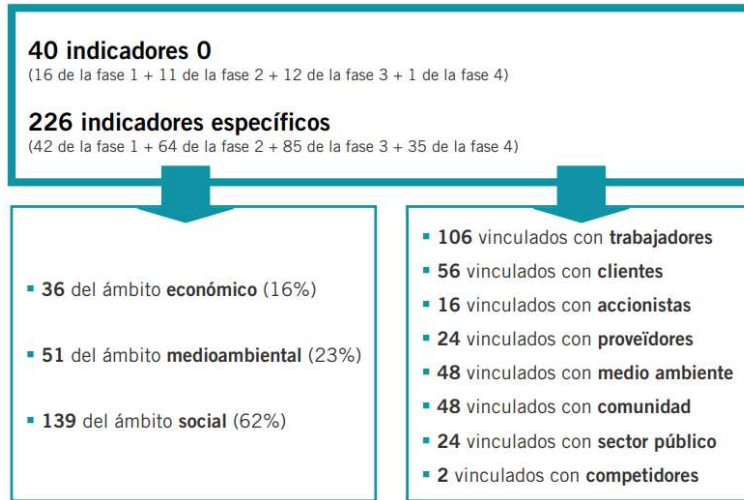 40 indicadores 0
(16 de la fase 1 + 11 de la fase 2 + 12 de la fase 3 + 1 de la fase 4)
226 indicadores específicos
(42 de la fase 1 + 64 de la fase 2 + 85 de la fase 3 + 35 de la fase 4)
▪ 36 del ámbito económico (16%)
▪ 51 del ámbito medioambiental (23%)
▪ 139 del ámbito social (62%)
▪ 106 vinculados con trabajadores
▪ 56 vinculados con clientes
▪ 16 vinculados con accionistas
▪ 24 vinculados con proveïdores
▪ 48 vinculados con medio ambiente
▪ 48 vinculados con comunidad
▪ 24 vinculados con sector público
▪ 2 vinculados con competidores